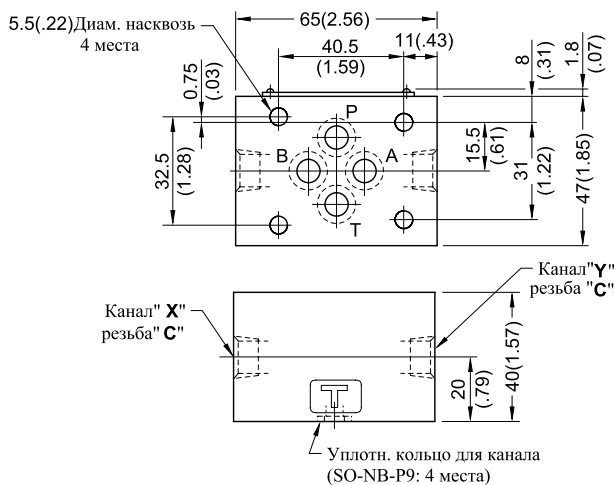 65(2.56)
5.5(.22)Диам. насквозь
4 места
40.5
(1.59)
11(.43)
8
(.31)
1.8
(.07)
0.75
(.03)
P
B
A
T
32.5
(1.28)
15.5
(.61)
31
(1.22)
47(1.85)
Канал"Y"
резьба "C"
Канал" X"
резьба" C"
T
20
(.79)
40(1.57)
Уплотн. кольцо для канала
(SO-NB-P9: 4 места)